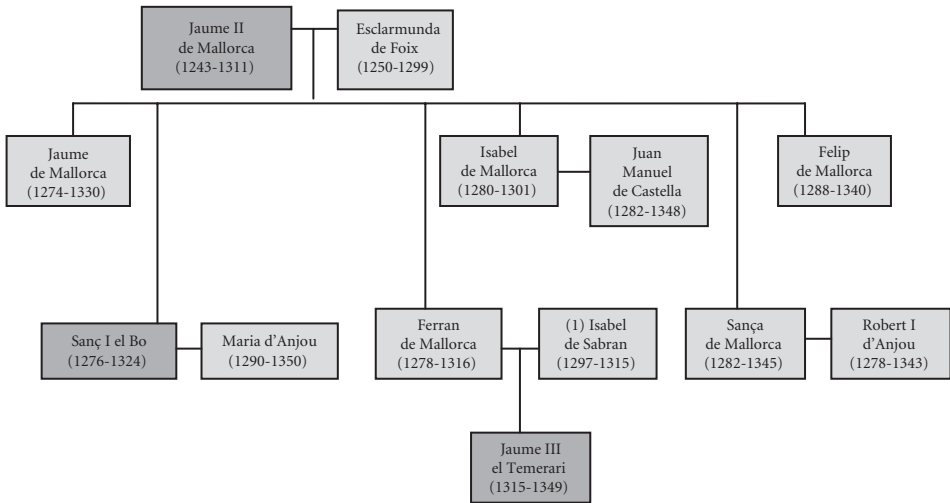 Jaume II
de Mallorca
(1243-1311)
Esclarmunda
de Foix
(1250-1299)
Jaume
de Mallorca
(1274-1330)
Isabel
de Mallorca
(1280-1301)
Juan
Manuel
de Castella
(1282-1348)
Felip
de Mallorca
(1288-1340)
Sanç I el Bo
(1276-1324)
Maria d'Anjou
(1290-1350)
Ferran
de Mallorca
(1278-1316)
(1) Isabel
de Sabran
(1297-1315)
Sança
de Mallorca
(1282-1345)
Robert I
d'Anjou
(1278-1343)
Jaume III
el Temerari
(1315-1349)